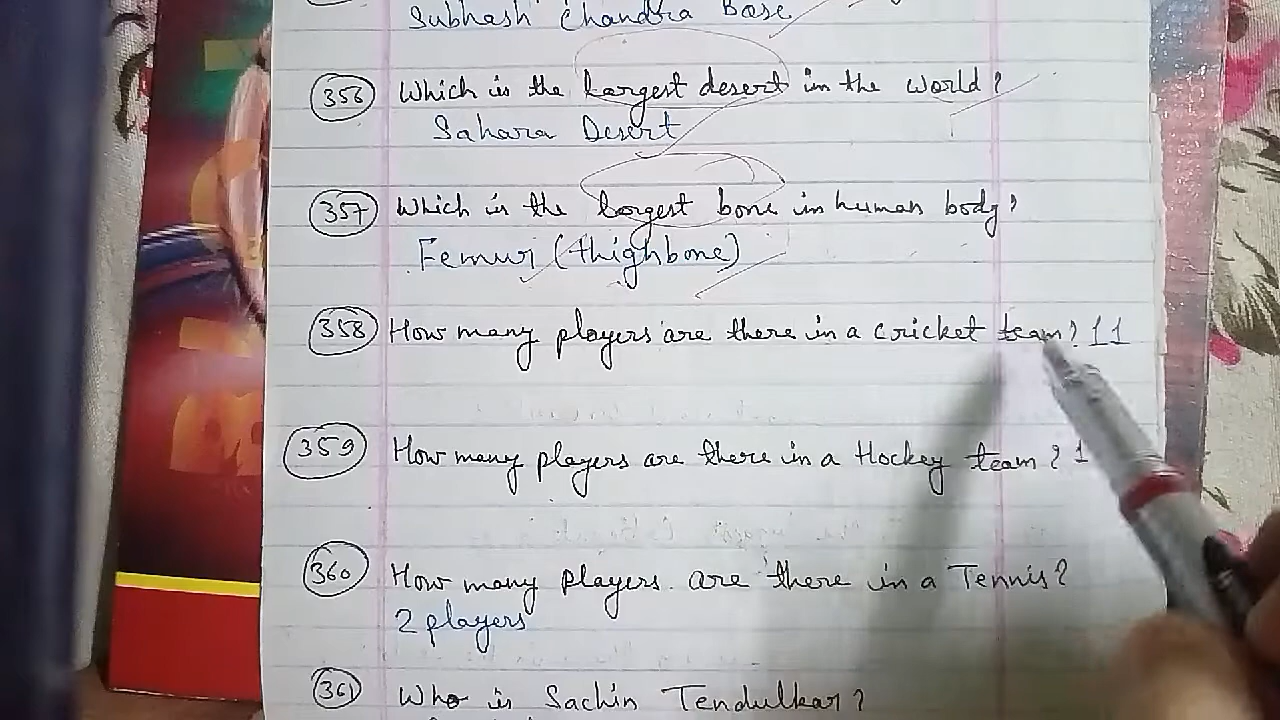 Subhash Chandra Bose
356 Which is the largest desert in the world?
Sahara Desert
357 Which is the largest bone in human body?
Femur (thighbone)
358 How many players are there in a cricket team? 11
359 How many players are there in a Hockey team? 1
360 How many players are there in a Tennis?
2 players
361 Who is Sachin Tendulkar?